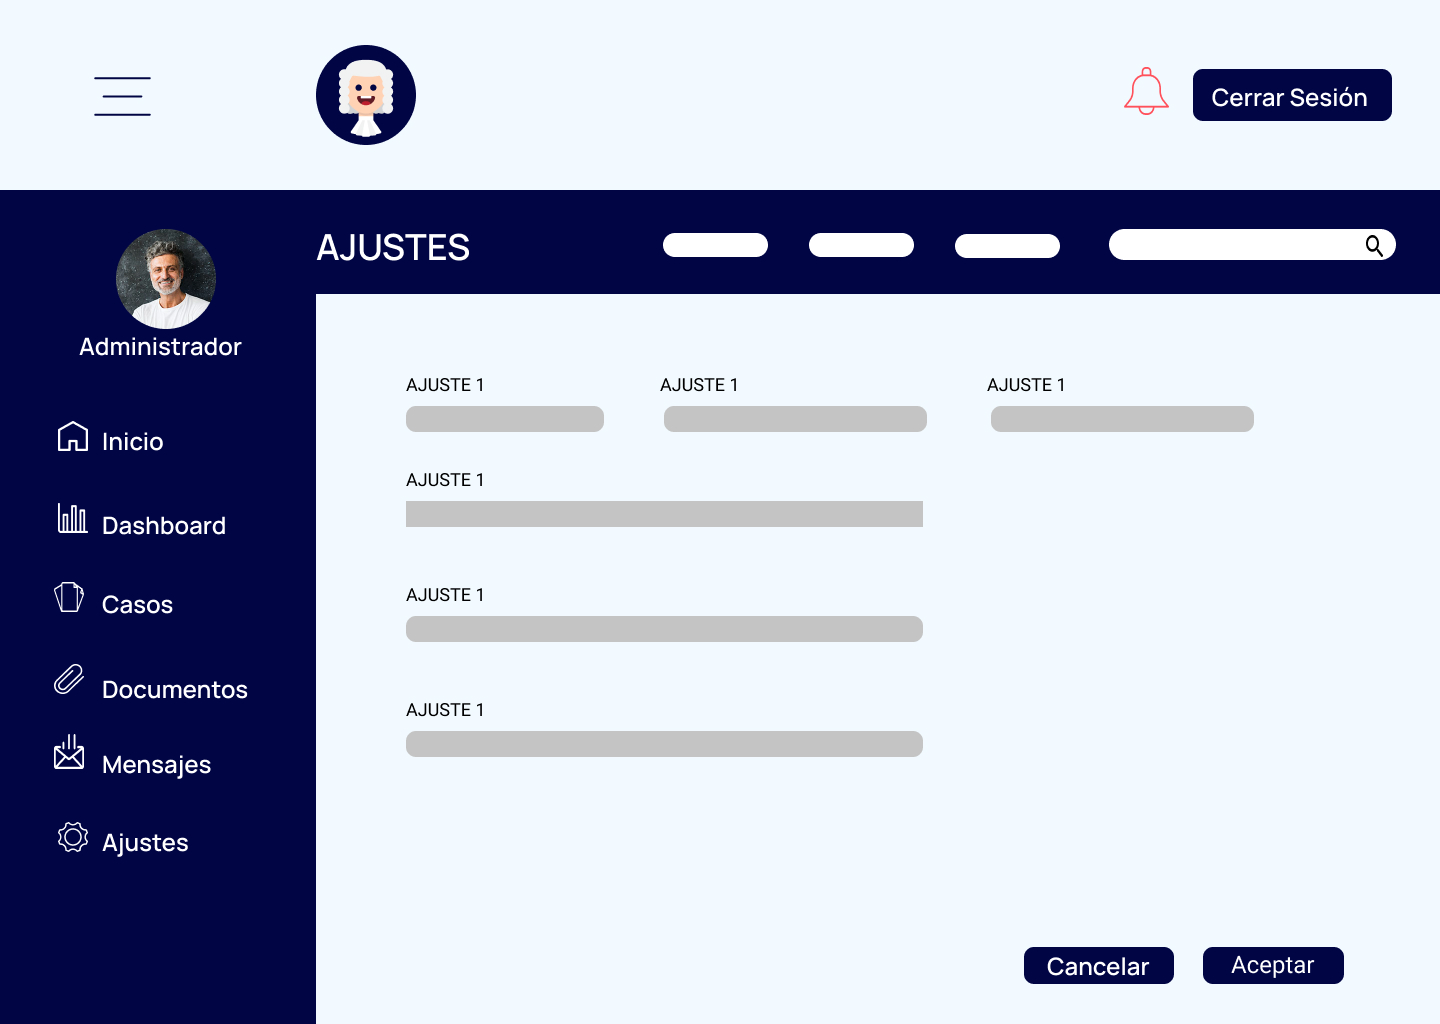 Cerrar Sesión
AJUSTES
Administrador
Inicio
Dashboard
Casos
Documentos
Mensajes
Ajustes
AJUSTE 1
AJUSTE 1
AJUSTE 1
AJUSTE 1
AJUSTE 1
AJUSTE 1
Cancelar
Aceptar